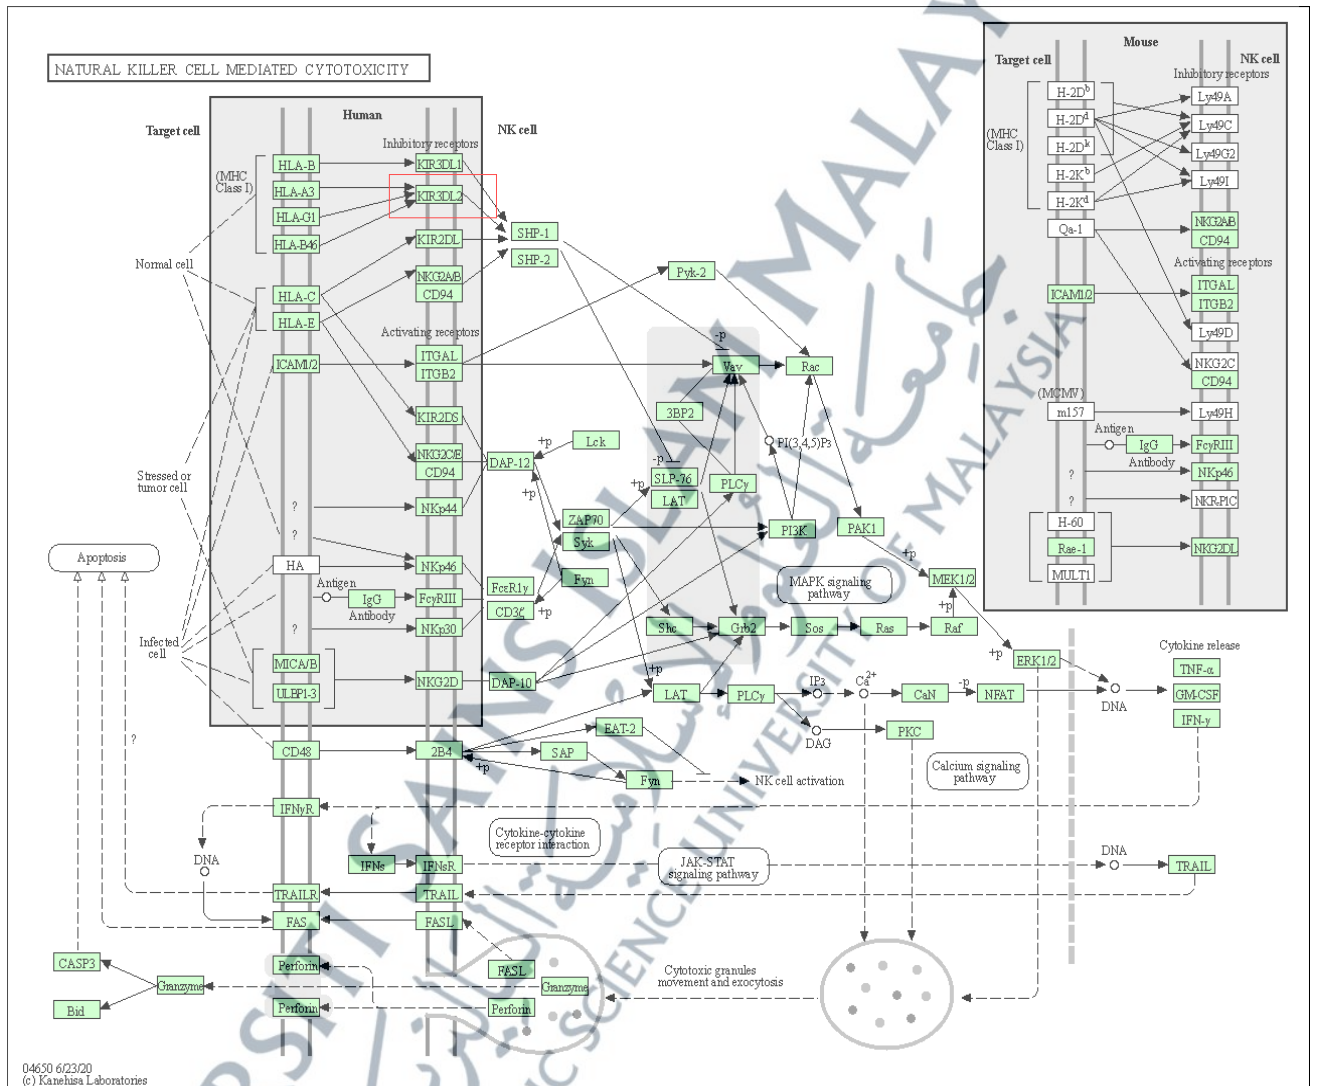 NATURAL KILLER CELL MEDIATED CYTOTOXICITY
Target cell
Human
NK cell
Inhibitory receptors
(MHC
Class I)
HLA-B
KIR3DL1
HLA-A3
KIR3DL2
HLA-G1
HLA-B46
KIR2DL
SHP-1
SHP-2
Normal cell
NKG2A/B
CD94
HLA-C
HLA-E
Activating receptors
ICAM1/2
ITGAL
ITGB2
Pyk-2
-p
Vav
Rac
KIR2DS
3BP2
NKG2C/E
CD94
DAP-12
+p
Lck
PI(3,4,5)P3
Stressed or
tumor cell
+p
-p
+p
SLP-76
LAT
PLCγ
?
NKp44
ZAP70
Syk
PI3K
PAK1
+p
?
Apoptosis
HA
NKp46
Fyn
MEK1/2
Antigen
IgG
Antibody
FcγRIII
FcεR1γ
CD3ζ
+p
MAPK signaling
pathway
+p
Infected
cell
?
NKp30
Shc
Grb2
Sos
Ras
Raf
MICA/B
ULBP1-3
NKG2D
DAP-10
+p
+p
ERK1/2
LAT
PLCγ
IP3
Ca2+
CaN
-p
NFAT
DNA
Cytokine release
TNF-α
GM-CSF
IFN-γ
DAG
PKC
?
CD48
2B4
+p
EAT-2
SAP
Fyn
NK cell activation
Calcium signaling
pathway
IFNγR
DNA
Cytokine-cytokine
receptor interaction
IFNs
IFNsR
JAK-STAT
signaling pathway
DNA
TRAIL
TRAILR
TRAIL
FAS
FASL
CASP3
Bid
Granzyme
Perforin
Perforin
FASL
Granzyme
Perforin
Cytotoxic granules
movement and exocytosis
Mouse
Target cell
NK cell
Inhibitory receptors
(MHC
Class I)
H-2Db
H-2Dd
H-2Dk
H-2Kb
H-2Kd
Qa-1
Ly49A
Ly49C
Ly49G2
Ly49I
NKG2A/B
CD94
Activating receptors
ICAM1/2
ITGAL
ITGB2
Ly49D
NKG2C
CD94
(MCMV)
m157
Ly49H
Antigen
IgG
Antibody
FcγRIII
?
NKp46
?
NKR-P1C
H-60
Rae-1
MULT1
NKG2DL
04650 6/23/20
(c) Kanehisa Laboratories
SITI SAINS ISLAM MALAY
IC SCIENCE UNIVERSITY OF MALAYSIA